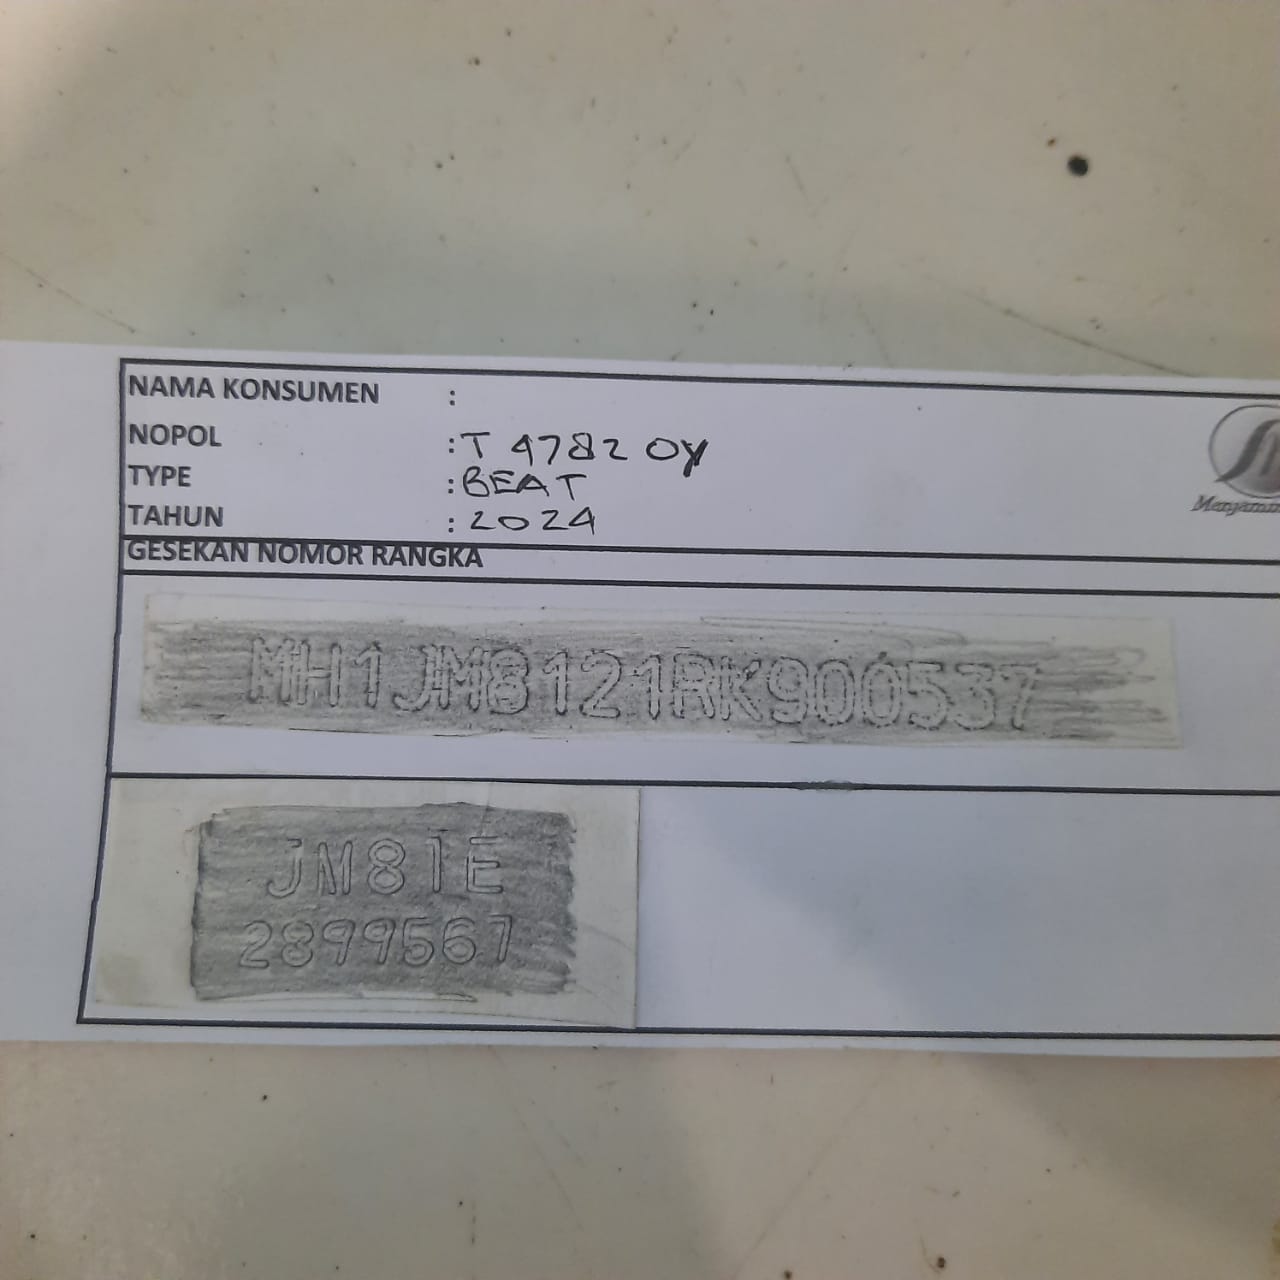 NAMA KONSUMEN :
NOPOL : T 4782 OY
TYPE : BEAT
TAHUN : 2024
GESEKAN NOMOR RANGKA
MH1JM8121RK900537
JM81E
2899567